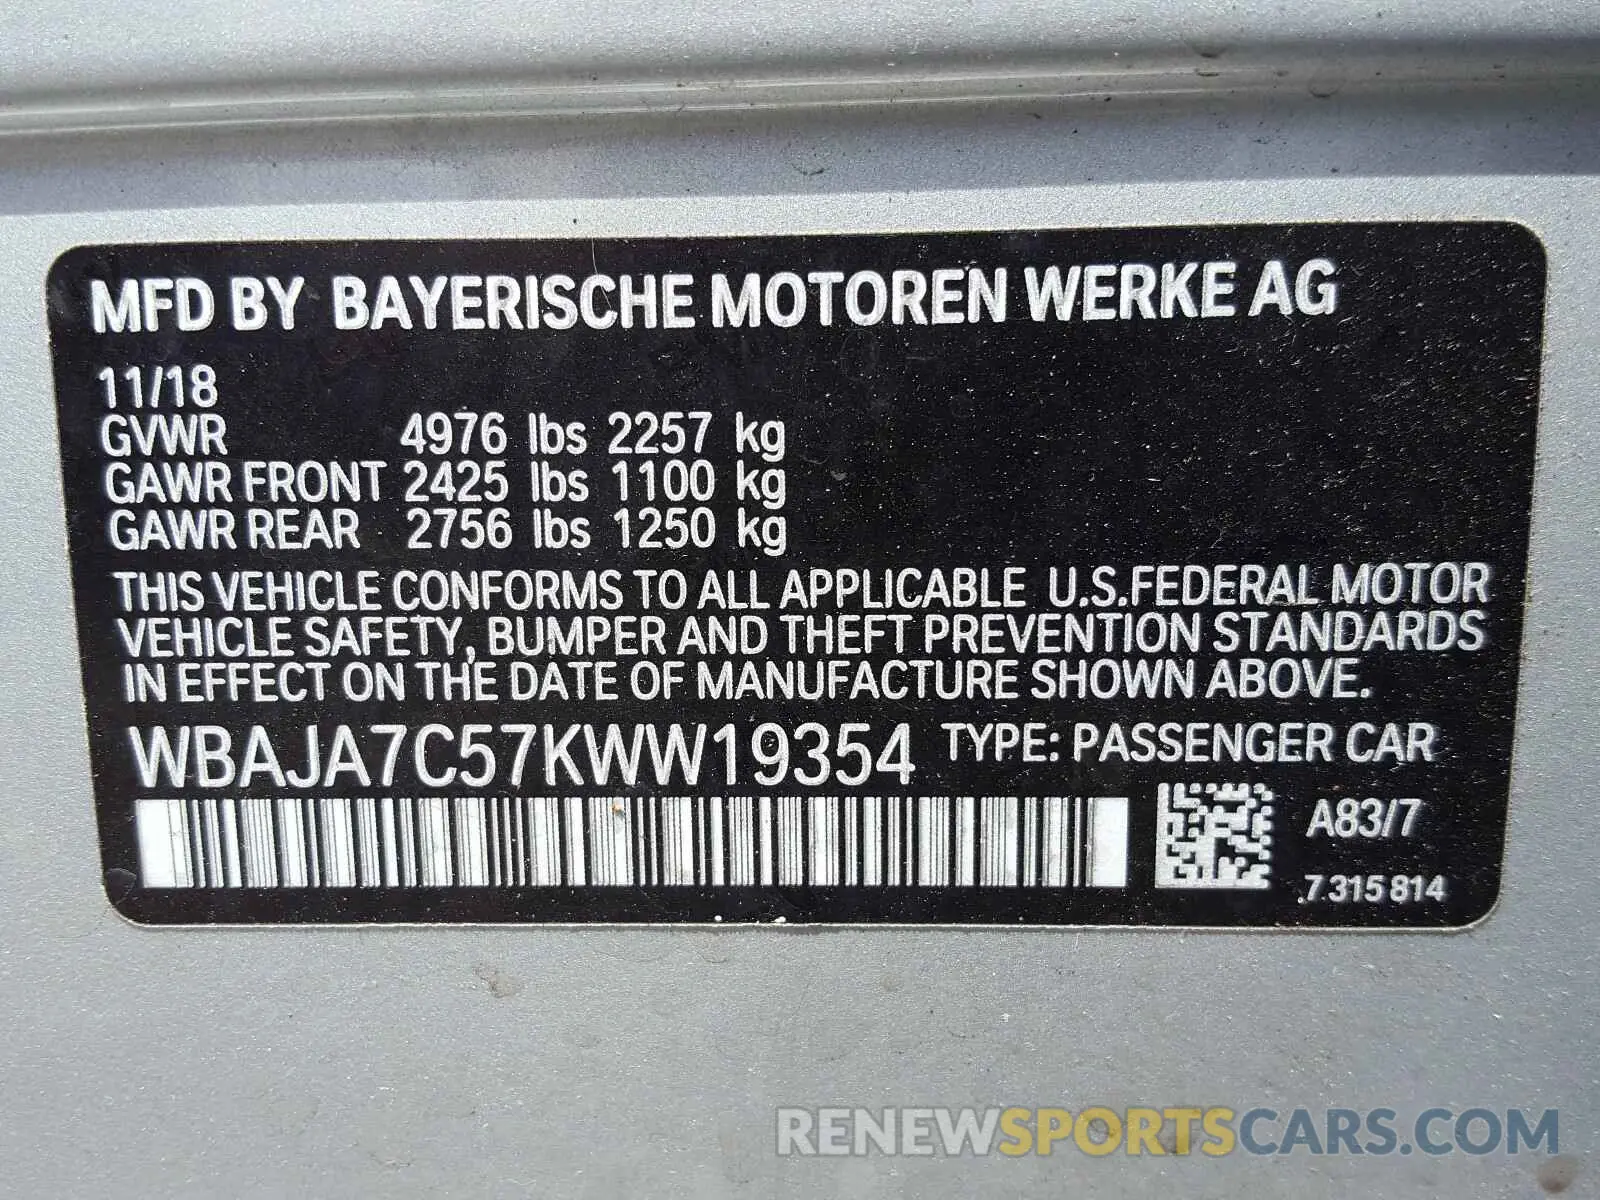 MFD BY BAYERISCHE MOTOREN WERKE AG
11/18
GVWR 4976 lbs 2257 kg
GAWR FRONT 2425 lbs 1100 kg
GAWR REAR 2756 lbs 1250 kg
THIS VEHICLE CONFORMS TO ALL APPLICABLE U.S.FEDERAL MOTOR
VEHICLE SAFETY, BUMPER AND THEFT PREVENTION STANDARDS
IN EFFECT ON THE DATE OF MANUFACTURE SHOWN ABOVE.
WBAJA7C57KWW19354 TYPE: PASSENGER CAR
A83/7
7 315 814
RENEWSPORTSCARS.COM